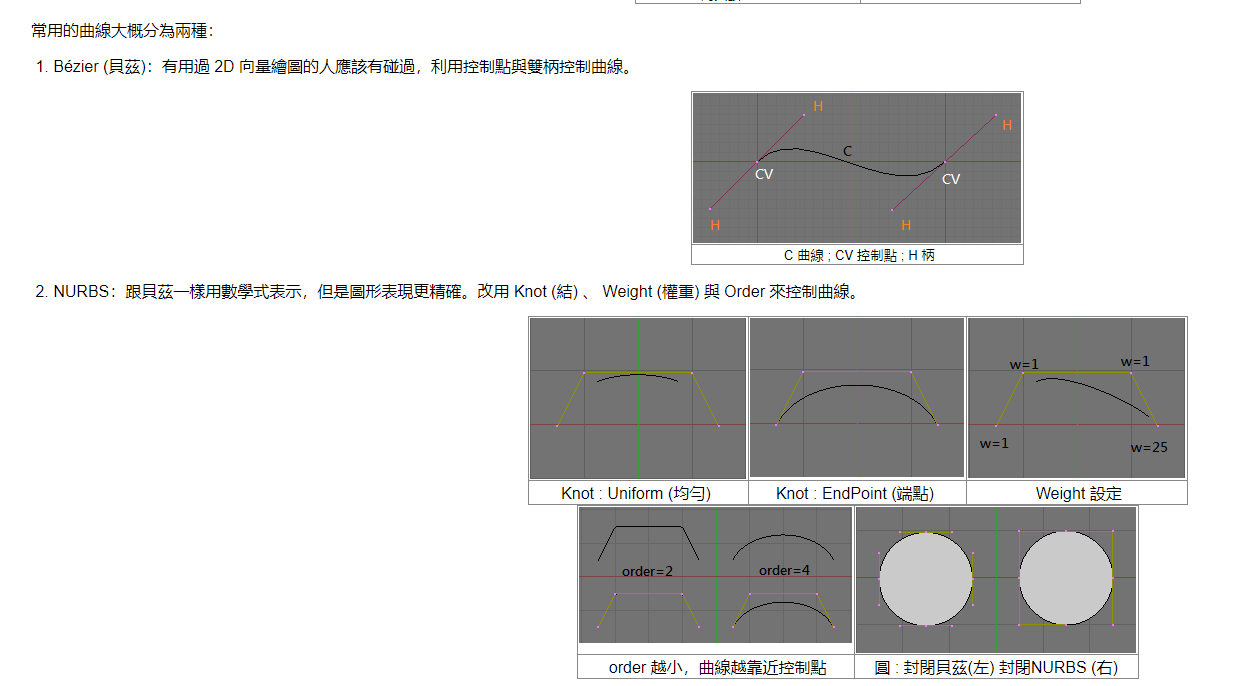 常用的曲線大概分為兩種：
1. Bézier (貝茲)：有用過 2D 向量繪圖的人應該有碰過，利用控制點與雙柄控制曲線。
H
H
C
CV
CV
H
H
C 曲線 ; CV 控制點 ; H 柄
2. NURBS：跟貝茲一樣用數學式表示，但是圖形表現更精確。改用 Knot (結) 、 Weight (權重) 與 Order 來控制曲線。
w=1
w=1
w=1
w=25
Knot : Uniform (均勻)
Knot : EndPoint (端點)
Weight 設定
order=2
order=4
order 越小，曲線越靠近控制點
圓 : 封閉貝茲(左) 封閉NURBS (右)